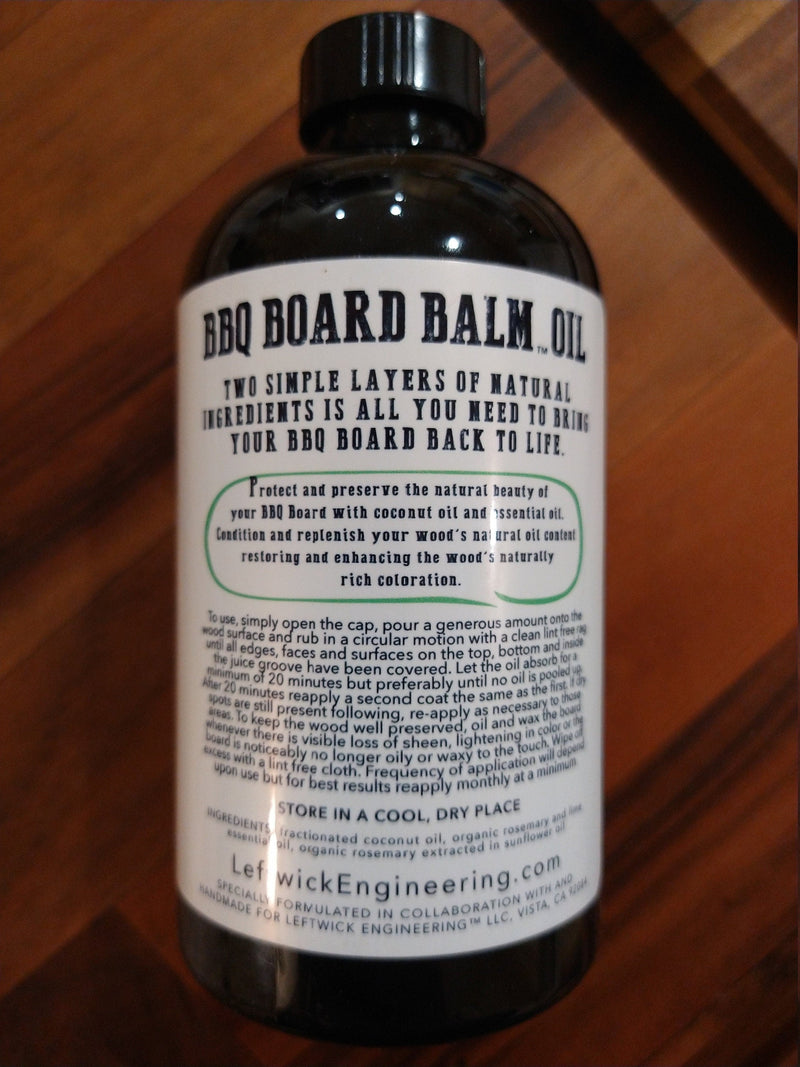 BBQ BOARD BALM™ OIL
TWO SIMPLE LAYERS OF NATURAL
INGREDIENTS IS ALL YOU NEED TO BRING
YOUR BBQ BOARD BACK TO LIFE.
Protect and preserve the natural beauty of
your BBQ Board with coconut oil and essential oil.
Condition and replenish your wood's natural oil content
restoring and enhancing the wood's naturally
rich coloration.
To use, simply open the cap, pour a generous amount onto the
wood surface and rub in a circular motion with a clean lint free rag
until all edges, faces and surfaces on the top, bottom and inside
the juice groove have been covered. Let the oil absorb for a
minimum of 20 minutes but preferably until no oil is pooled up.
After 20 minutes reapply a second coat the same as the first. If dry
spots are still present following, re-apply as necessary to those
areas. To keep the wood well preserved, oil and wax the board
whenever there is visible loss of sheen, lightening in color or the
board is noticeably no longer oily or waxy to the touch. Wipe off
excess with a lint free cloth. Frequency of application will depend
upon use but for best results reapply monthly at a minimum.
STORE IN A COOL, DRY PLACE
INGREDIENTS: fractionated coconut oil, organic rosemary and lime
essential oil, organic rosemary extracted in sunflower oil
LeftwickEngineering.com
SPECIALLY FORMULATED IN COLLABORATION WITH AND
HANDMADE FOR LEFTWICK ENGINEERING™ LLC, VISTA, CA 92084